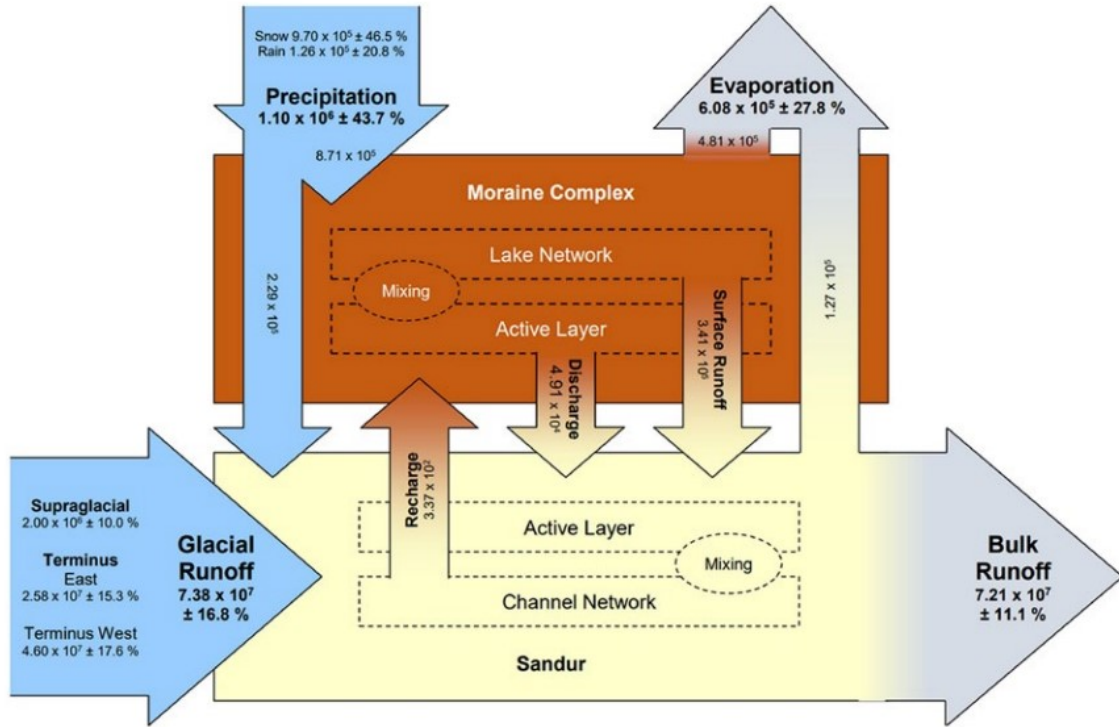 Snow 9.70 x 10⁵ ± 46.5 %
Rain 1.26 x 10⁵ ± 20.8 %
Precipitation
1.10 x 10⁶ ± 43.7 %
8.71 x 10⁵
2.29 x 10⁵
Evaporation
6.08 x 10⁵ ± 27.8 %
4.81 x 10⁵
1.27 x 10⁵
Moraine Complex
Lake Network
Mixing
Active Layer
Surface Runoff
3.41 x 10⁵
Discharge
4.91 x 10⁴
Recharge
3.37 x 10²
Supraglacial
2.00 x 10⁶ ± 10.0 %
Terminus
East
2.58 x 10⁷ ± 15.3 %
Terminus West
4.60 x 10⁷ ± 17.6 %
Glacial
Runoff
7.38 x 10⁷
± 16.8 %
Active Layer
Mixing
Channel Network
Sandur
Bulk
Runoff
7.21 x 10⁷
± 11.1 %